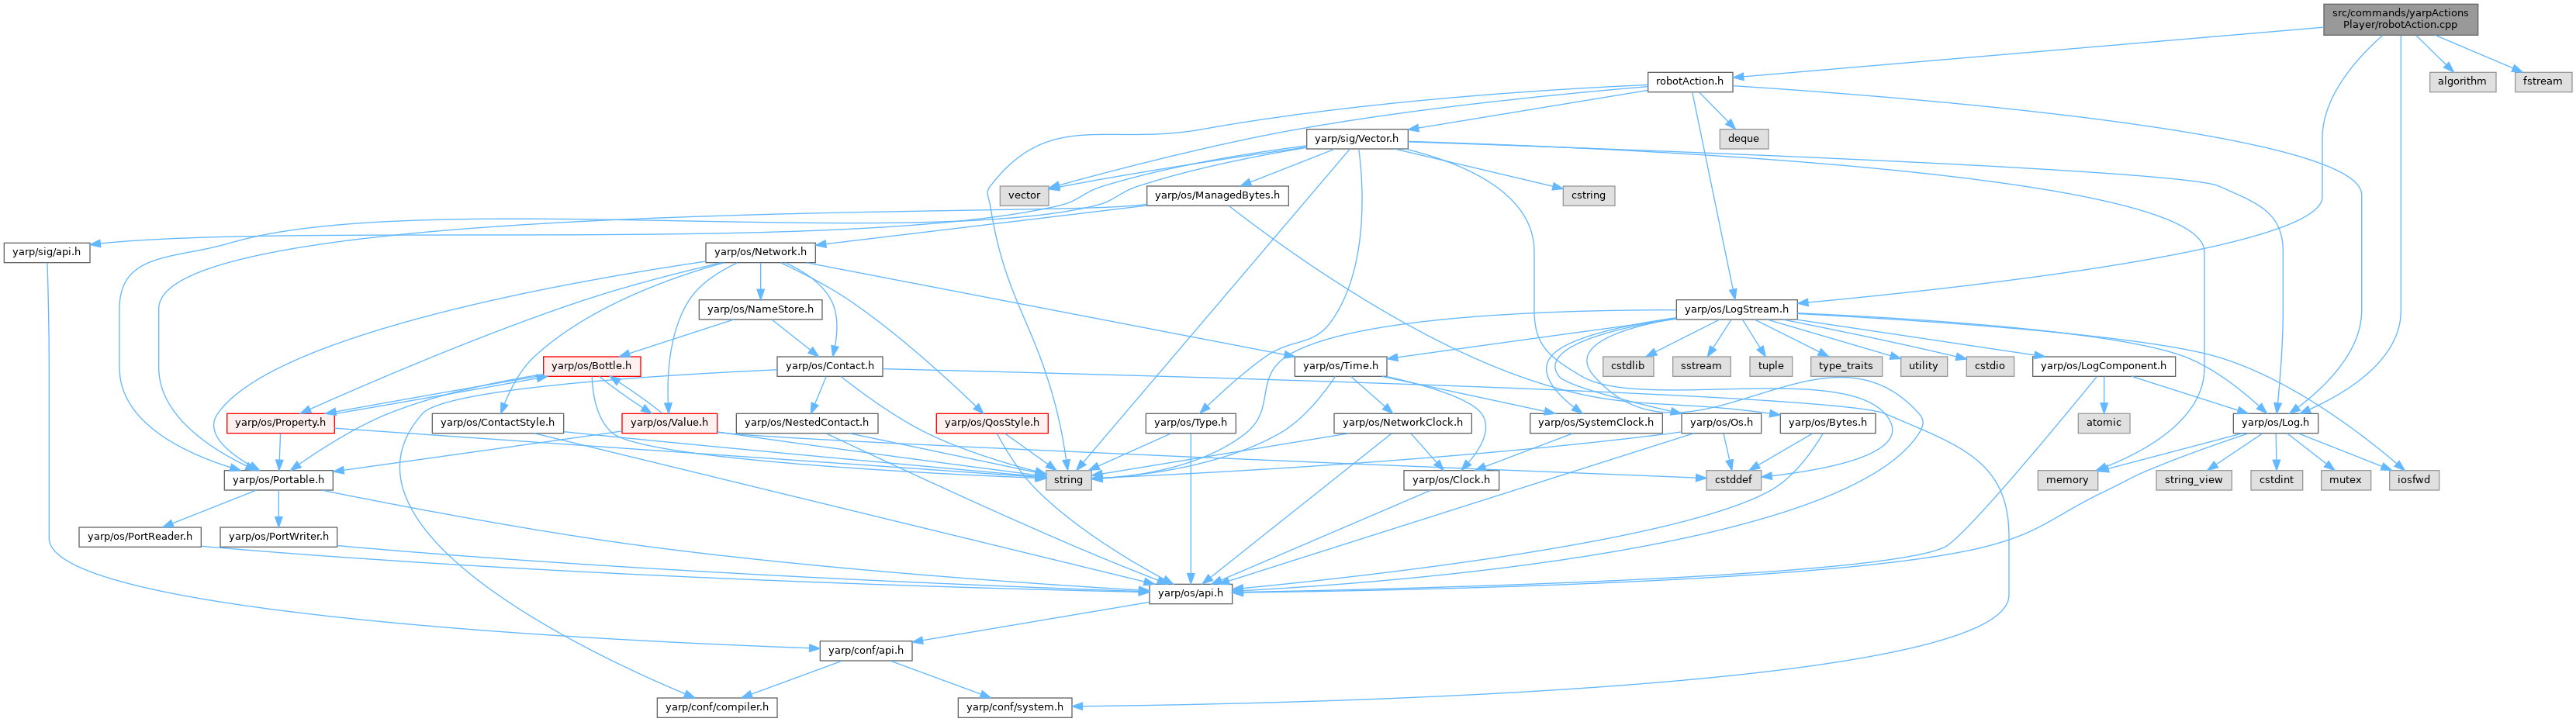 src/commands/yarpActions
Player/robotAction.cpp
robotAction.h
algorithm
fstream
yarp/sig/Vector.h
deque
vector
yarp/os/ManagedBytes.h
cstring
yarp/sig/api.h
yarp/os/Network.h
yarp/os/NameStore.h
yarp/os/LogStream.h
yarp/os/Bottle.h
yarp/os/Contact.h
yarp/os/Time.h
cstdlib
sstream
tuple
type_traits
utility
cstdio
yarp/os/LogComponent.h
yarp/os/Property.h
yarp/os/ContactStyle.h
yarp/os/Value.h
yarp/os/NestedContact.h
yarp/os/QosStyle.h
yarp/os/Type.h
yarp/os/NetworkClock.h
yarp/os/SystemClock.h
yarp/os/Os.h
yarp/os/Bytes.h
atomic
yarp/os/Log.h
yarp/os/Portable.h
string
yarp/os/Clock.h
cstddef
memory
string_view
cstdint
mutex
iosfwd
yarp/os/PortReader.h
yarp/os/PortWriter.h
yarp/os/api.h
yarp/conf/api.h
yarp/conf/compiler.h
yarp/conf/system.h